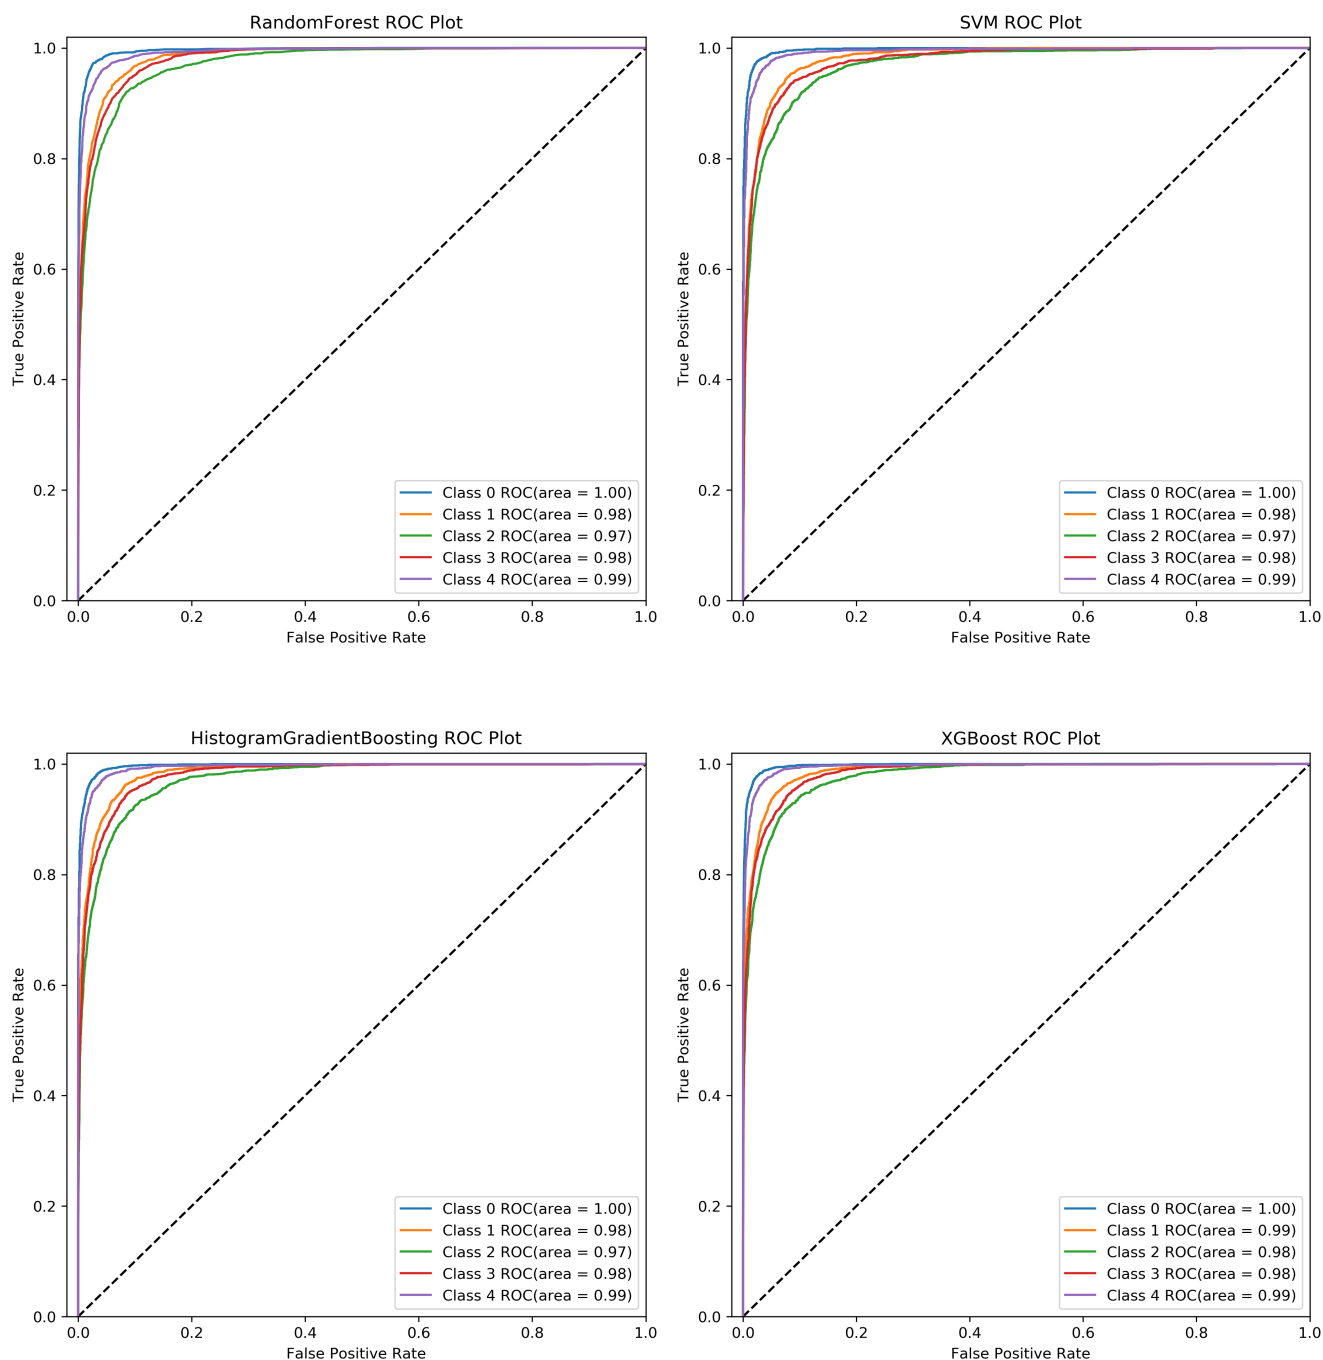 RandomForest ROC Plot
1.0
0.8
0.6
0.4
0.2
0.0
True Positive Rate
0.0 0.2 0.4 0.6 0.8 1.0
False Positive Rate
Class 0 ROC(area = 1.00)
Class 1 ROC(area = 0.98)
Class 2 ROC(area = 0.97)
Class 3 ROC(area = 0.98)
Class 4 ROC(area = 0.99)
SVM ROC Plot
1.0
0.8
0.6
0.4
0.2
0.0
True Positive Rate
0.0 0.2 0.4 0.6 0.8 1.0
False Positive Rate
Class 0 ROC(area = 1.00)
Class 1 ROC(area = 0.98)
Class 2 ROC(area = 0.97)
Class 3 ROC(area = 0.98)
Class 4 ROC(area = 0.99)
HistogramGradientBoosting ROC Plot
1.0
0.8
0.6
0.4
0.2
0.0
True Positive Rate
0.0 0.2 0.4 0.6 0.8 1.0
False Positive Rate
Class 0 ROC(area = 1.00)
Class 1 ROC(area = 0.98)
Class 2 ROC(area = 0.97)
Class 3 ROC(area = 0.98)
Class 4 ROC(area = 0.99)
XGBoost ROC Plot
1.0
0.8
0.6
0.4
0.2
0.0
True Positive Rate
0.0 0.2 0.4 0.6 0.8 1.0
False Positive Rate
Class 0 ROC(area = 1.00)
Class 1 ROC(area = 0.99)
Class 2 ROC(area = 0.98)
Class 3 ROC(area = 0.98)
Class 4 ROC(area = 0.99)